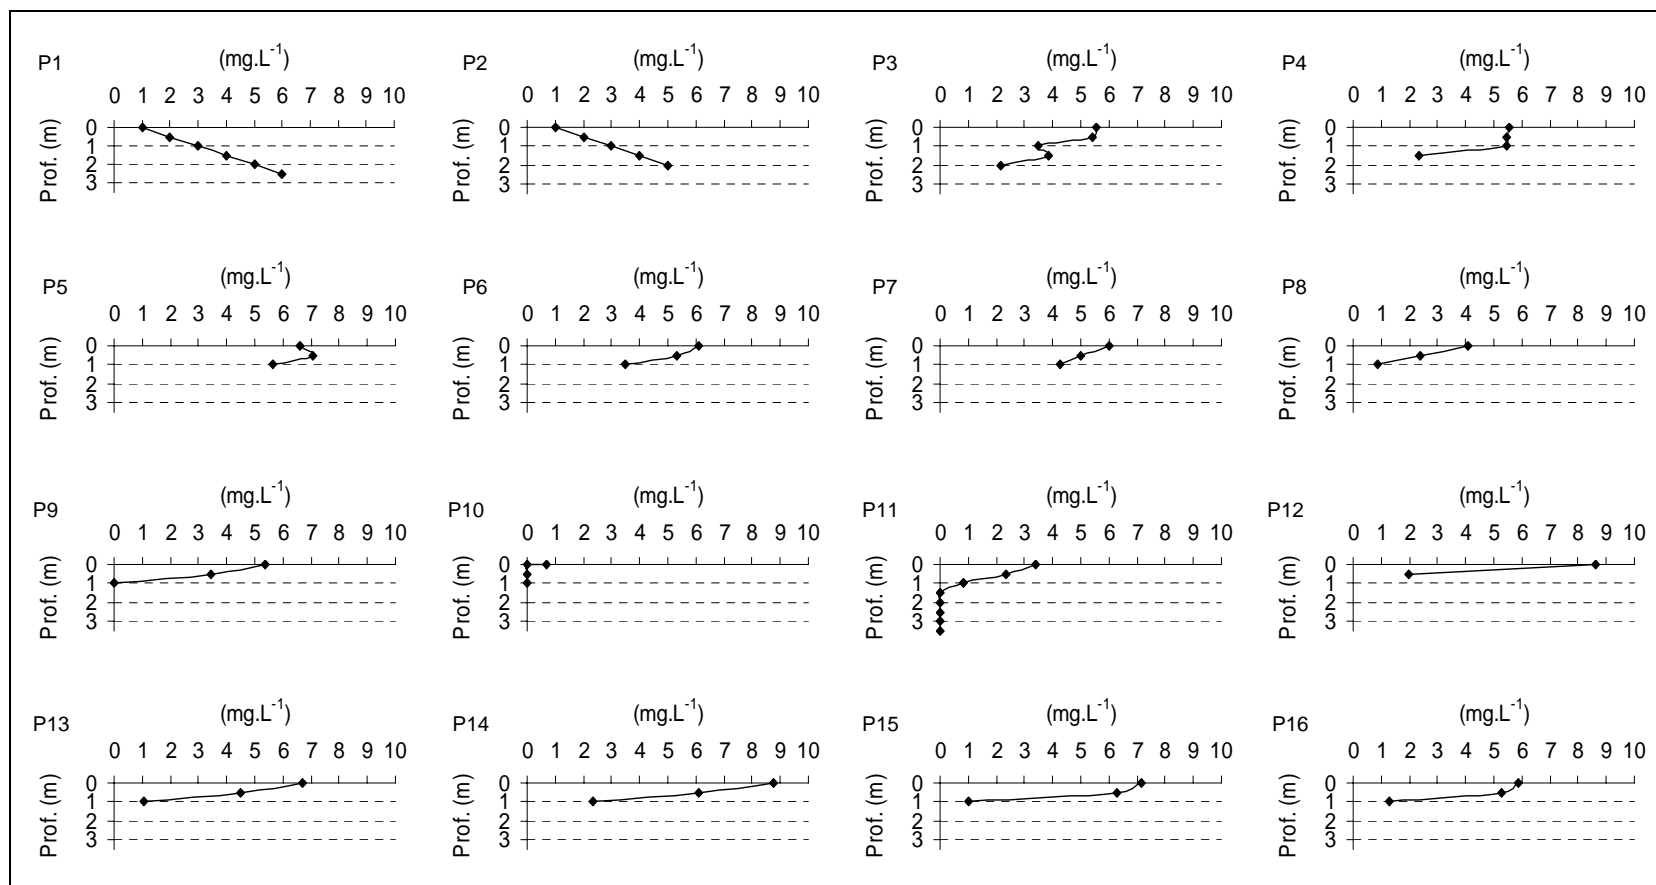 P1 (mg.L-1) P2 (mg.L-1) P3 (mg.L-1) P4 (mg.L-1)
0 1 2 3 4 5 6 7 8 9 10 0 1 2 3 4 5 6 7 8 9 10 0 1 2 3 4 5 6 7 8 9 10 0 1 2 3 4 5 6 7 8 9 10
Prof. (m) Prof. (m) Prof. (m) Prof. (m)
0 0 0 0
1 1 1 1
2 2 2 2
3 3 3 3
P5 (mg.L-1) P6 (mg.L-1) P7 (mg.L-1) P8 (mg.L-1)
0 1 2 3 4 5 6 7 8 9 10 0 1 2 3 4 5 6 7 8 9 10 0 1 2 3 4 5 6 7 8 9 10 0 1 2 3 4 5 6 7 8 9 10
Prof. (m) Prof. (m) Prof. (m) Prof. (m)
0 0 0 0
1 1 1 1
2 2 2 2
3 3 3 3
P9 (mg.L-1) P10 (mg.L-1) P11 (mg.L-1) P12 (mg.L-1)
0 1 2 3 4 5 6 7 8 9 10 0 1 2 3 4 5 6 7 8 9 10 0 1 2 3 4 5 6 7 8 9 10 0 1 2 3 4 5 6 7 8 9 10
Prof. (m) Prof. (m) Prof. (m) Prof. (m)
0 0 0 0
1 1 1 1
2 2 2 2
3 3 3 3
P13 (mg.L-1) P14 (mg.L-1) P15 (mg.L-1) P16 (mg.L-1)
0 1 2 3 4 5 6 7 8 9 10 0 1 2 3 4 5 6 7 8 9 10 0 1 2 3 4 5 6 7 8 9 10 0 1 2 3 4 5 6 7 8 9 10
Prof. (m) Prof. (m) Prof. (m) Prof. (m)
0 0 0 0
1 1 1 1
2 2 2 2
3 3 3 3